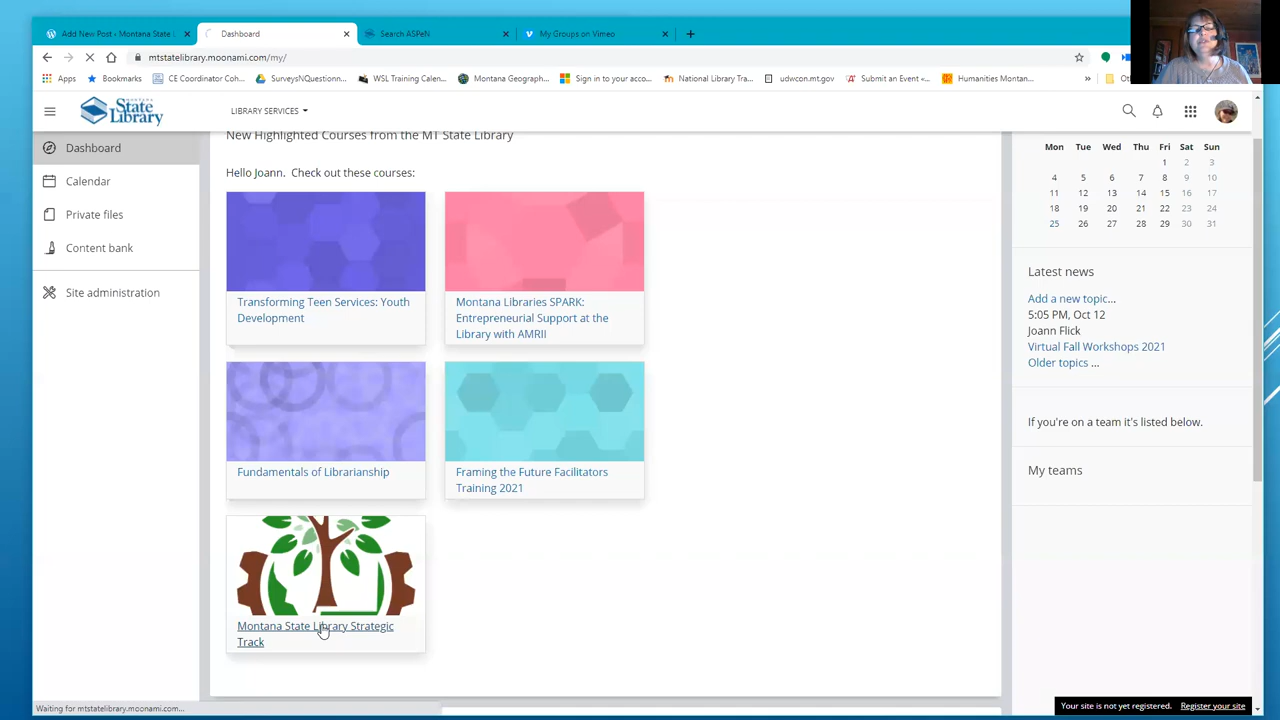 Add New Post ‹ Montana State L
Dashboard
Search ASPeN
My Groups on Vimeo
mtstatelibrary.moonami.com/my/
Apps
Bookmarks
CE Coordinator Coh...
SurveysNQuestionn...
WSL Training Calen...
Montana Geograph...
Sign in to your acco...
National Library Tra...
udwcon.mt.gov
Submit an Event «...
Humanities Montan...
»
State Library
LIBRARY SERVICES
Dashboard
Calendar
Private files
Content bank
Site administration
New Highlighted Courses from the MT State Library
Hello Joann. Check out these courses:
Transforming Teen Services: Youth
Development
Montana Libraries SPARK:
Entrepreneurial Support at the
Library with AMRII
Fundamentals of Librarianship
Framing the Future Facilitators
Training 2021
Montana State Library Strategic
Track
Mon Tue Wed Thu Fri Sat Sun
1 2 3
4 5 6 7 8 9 10
11 12 13 14 15 16 17
18 19 20 21 22 23 24
25 26 27 28 29 30 31
Latest news
Add a new topic...
5:05 PM, Oct 12
Joann Flick
Virtual Fall Workshops 2021
Older topics ...
If you're on a team it's listed below.
My teams
Waiting for mtstatelibrary.moonami.com...
Your site is not yet registered. Register your site